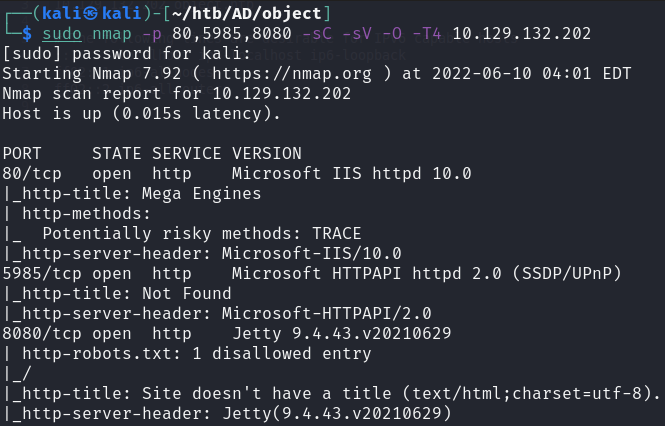 ┌──(kali㉿kali)-[~/htb/AD/object]
└─$ sudo nmap -p 80,5985,8080 -sC -sV -O -T4 10.129.132.202
[sudo] password for kali:
Starting Nmap 7.92 ( https://nmap.org ) at 2022-06-10 04:01 EDT
Nmap scan report for 10.129.132.202
Host is up (0.015s latency).

PORT     STATE SERVICE VERSION
80/tcp   open  http    Microsoft IIS httpd 10.0
|_http-title: Mega Engines
| http-methods:
|_  Potentially risky methods: TRACE
|_http-server-header: Microsoft-IIS/10.0
5985/tcp open  http    Microsoft HTTPAPI httpd 2.0 (SSDP/UPnP)
|_http-title: Not Found
|_http-server-header: Microsoft-HTTPAPI/2.0
8080/tcp open  http    Jetty 9.4.43.v20210629
| http-robots.txt: 1 disallowed entry
|_/
|_http-title: Site doesn't have a title (text/html;charset=utf-8).
|_http-server-header: Jetty(9.4.43.v20210629)